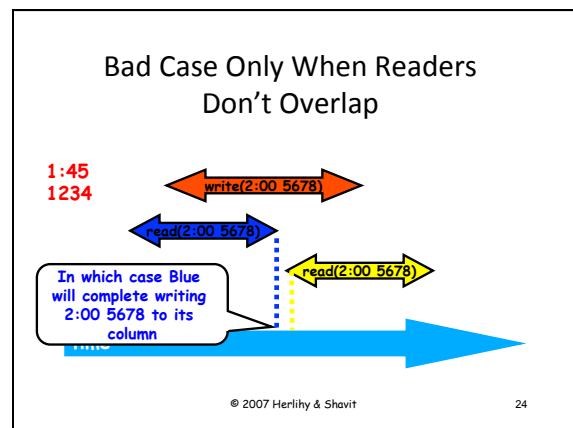 Bad Case Only When Readers
Don’t Overlap
1:45
1234
write(2:00 5678)
read(2:00 5678)
read(2:00 5678)
In which case Blue
will complete writing
2:00 5678 to its
column
© 2007 Herlihy & Shavit
24